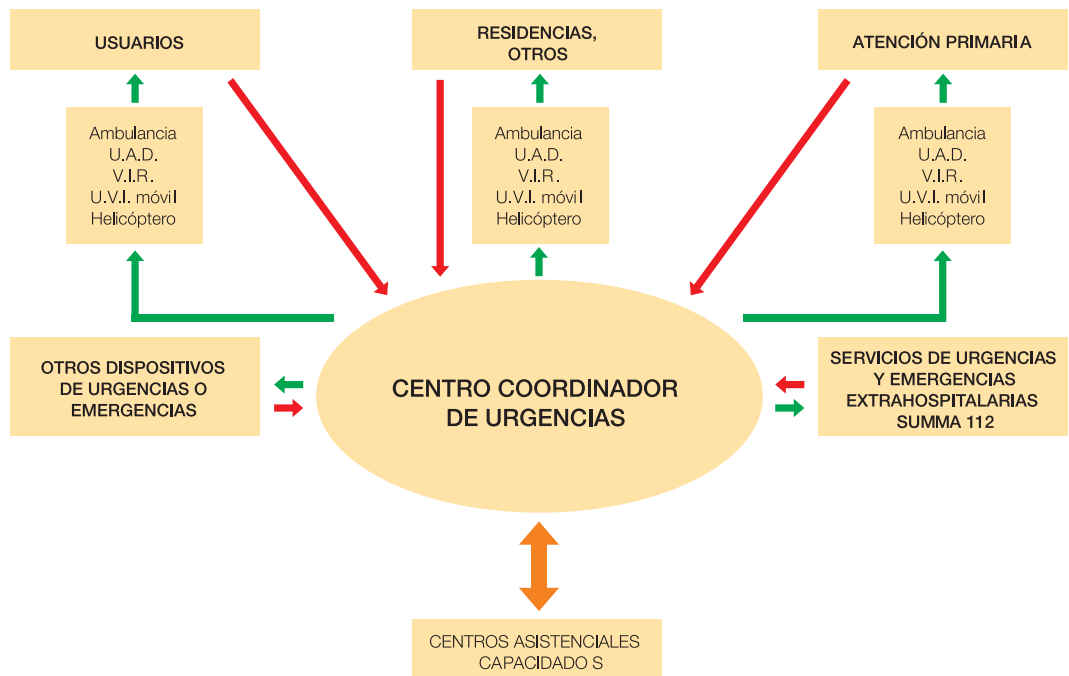 USUARIOS
RESIDENCIAS,
OTROS
ATENCIÓN PRIMARIA
Ambulancia
U.A.D.
V.I.R.
U.V.I. móvil
Helicóptero
Ambulancia
U.A.D.
V.I.R.
U.V.I. móvil
Helicóptero
Ambulancia
U.A.D.
V.I.R.
U.V.I. móvil
Helicóptero
OTROS DISPOSITIVOS
DE URGENCIAS O
EMERGENCIAS
CENTRO COORDINADOR
DE URGENCIAS
SERVICIOS DE URGENCIAS
Y EMERGENCIAS
EXTRAHOSPITALARIAS
SUMMA 112
CENTROS ASISTENCIALES
CAPACIDADO S